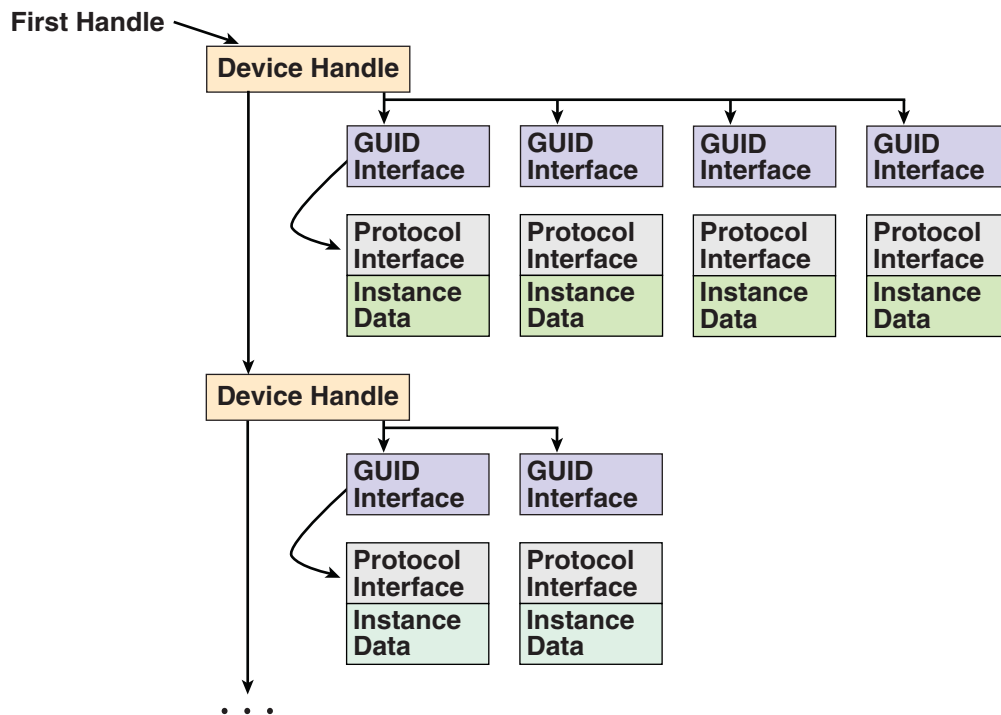 First Handle
Device Handle
GUID Interface
GUID Interface
GUID Interface
GUID Interface
Protocol Interface
Protocol Interface
Protocol Interface
Protocol Interface
Instance Data
Instance Data
Instance Data
Instance Data
Device Handle
GUID Interface
GUID Interface
Protocol Interface
Protocol Interface
Instance Data
Instance Data
. . .